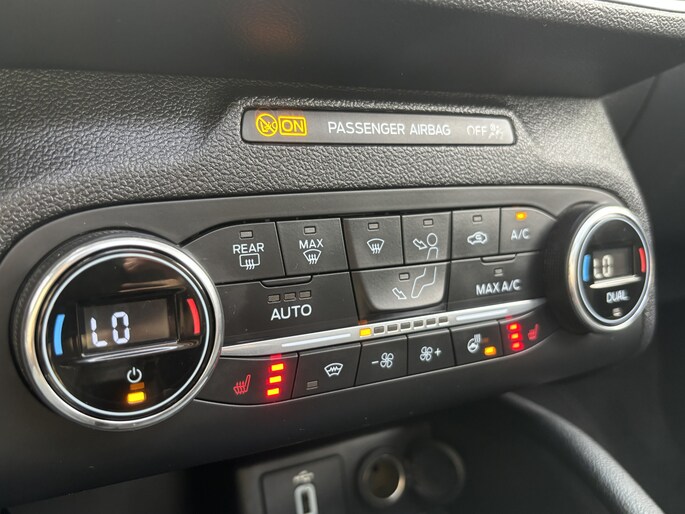 ON PASSENGER AIRBAG OFF
REAR MAX A/C
AUTO MAX A/C
LO
LO
DUAL
- +